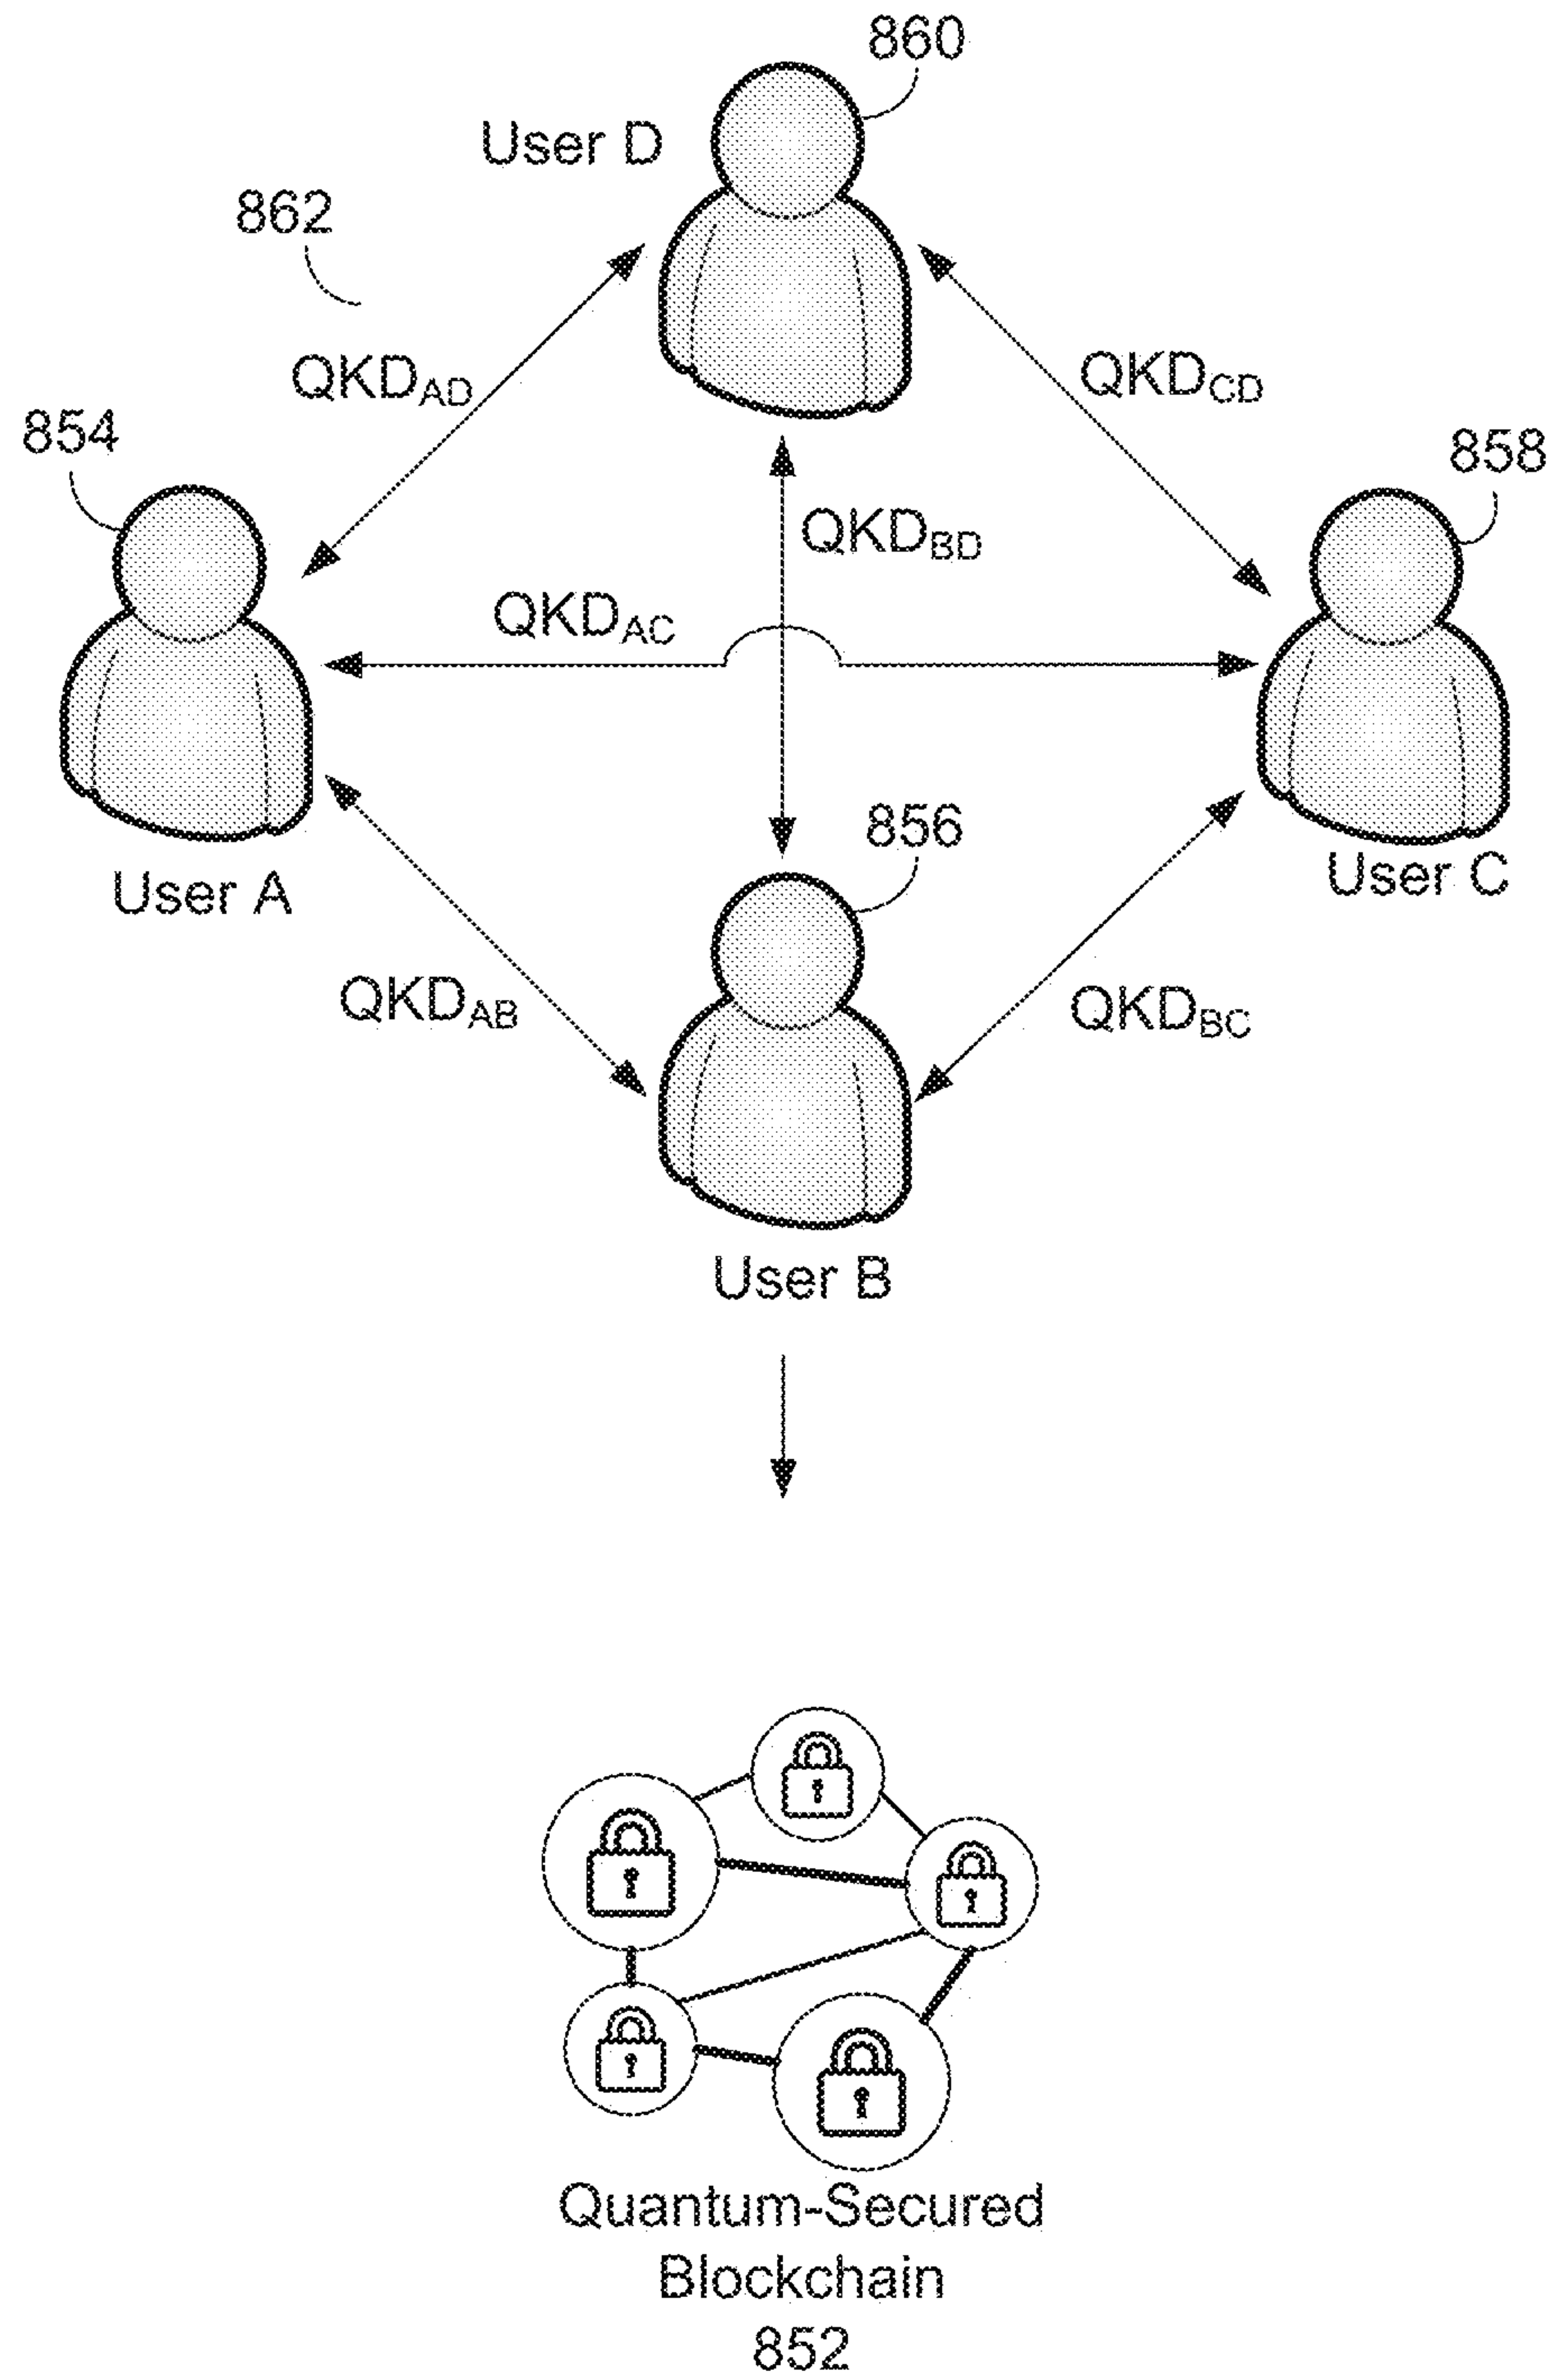 860
User D
862
QKDAD
QKDCD
854
858
QKDBD
QKDAC
856
User A
User C
QKDAB
QKDBC
User B
Quantum-Secured
Blockchain
852